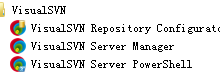 VisualSVN
VisualSVN Repository Configurato
VisualSVN Server Manager
VisualSVN Server PowerShell